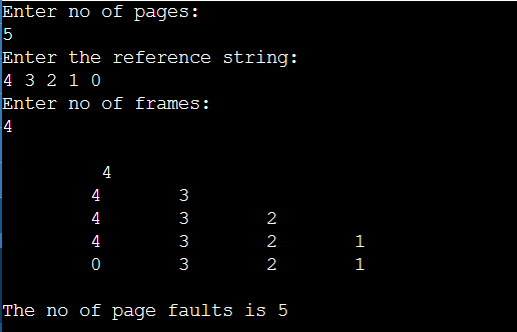 Enter no of pages:
5
Enter the reference string:
4 3 2 1 0
Enter no of frames:
4
4
4 3
4 3 2
4 3 2 1
0 3 2 1
The no of page faults is 5